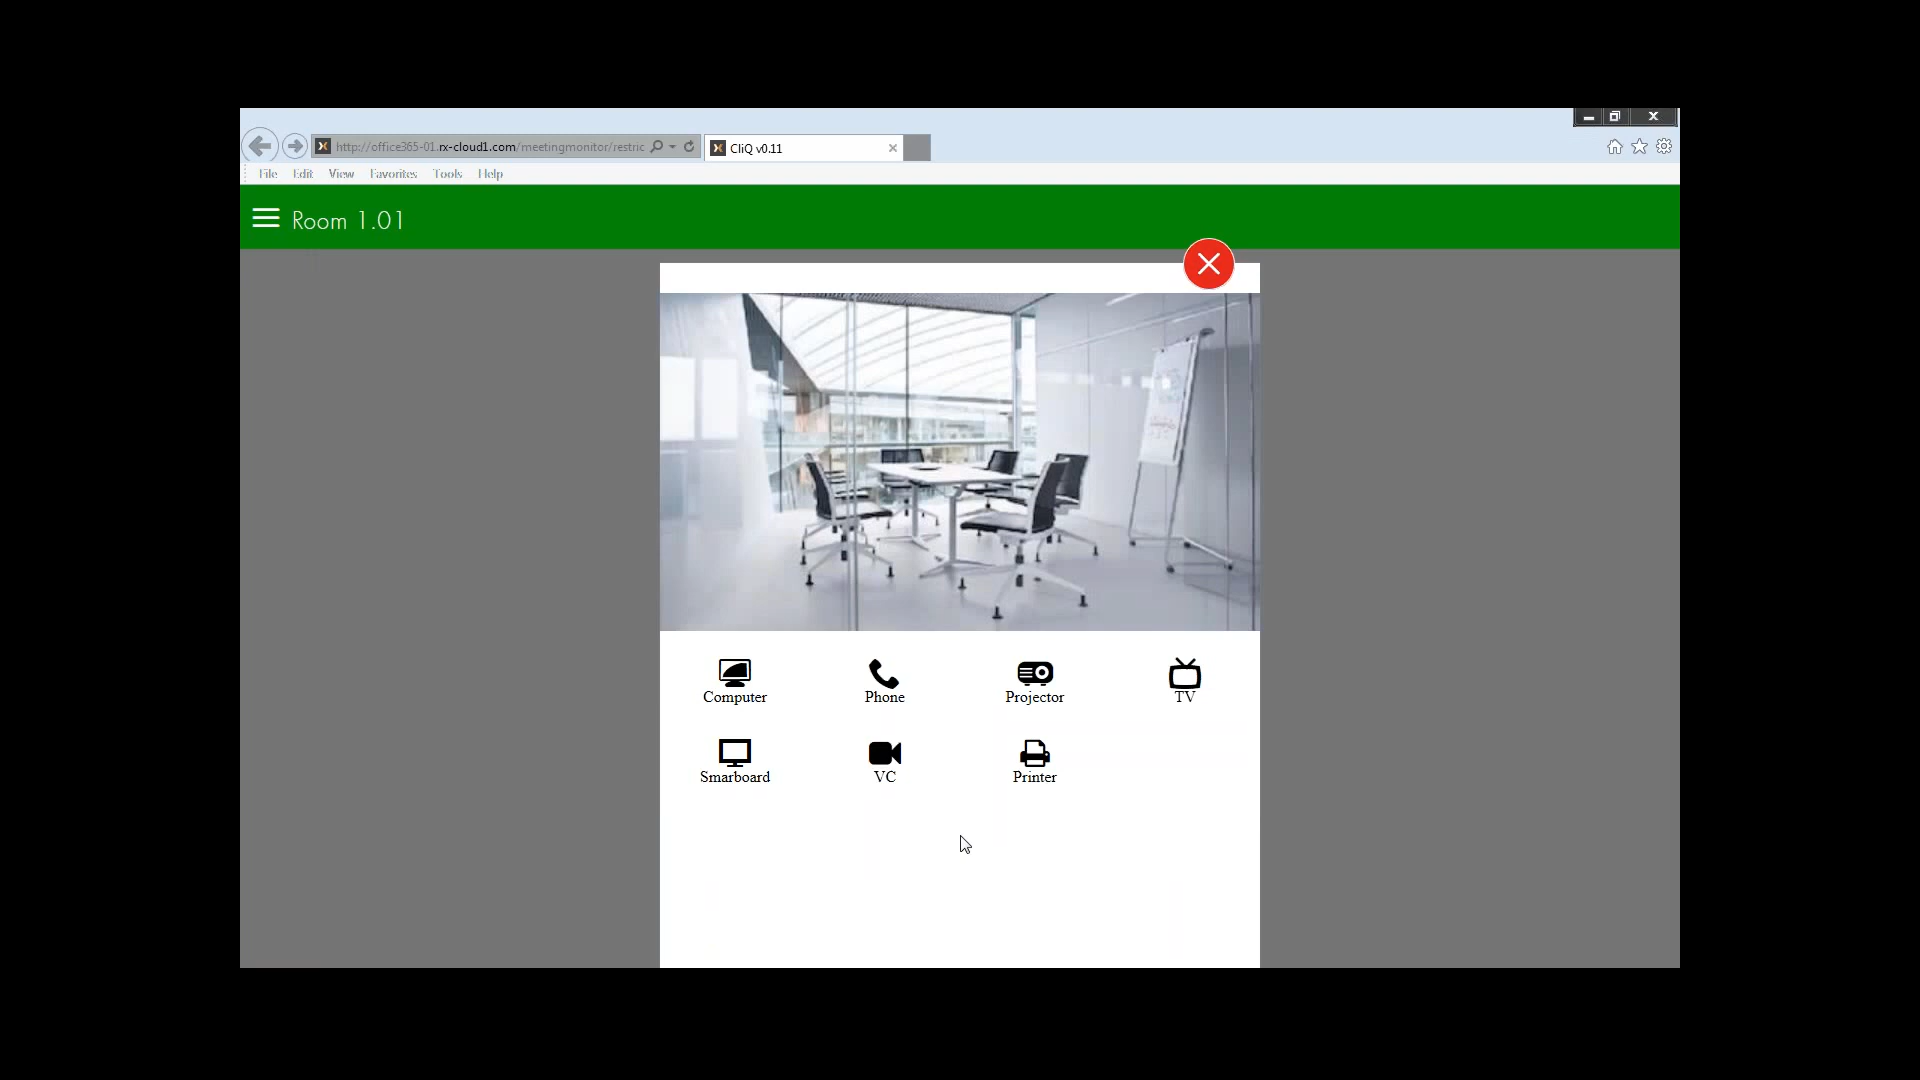 http://office365-01.rx-cloud1.com/meetingmonitor/restric
CliQ v0.11
File Edit View Favorites Tools Help
Room 1.01
Computer Phone Projector TV
Smarboard VC Printer